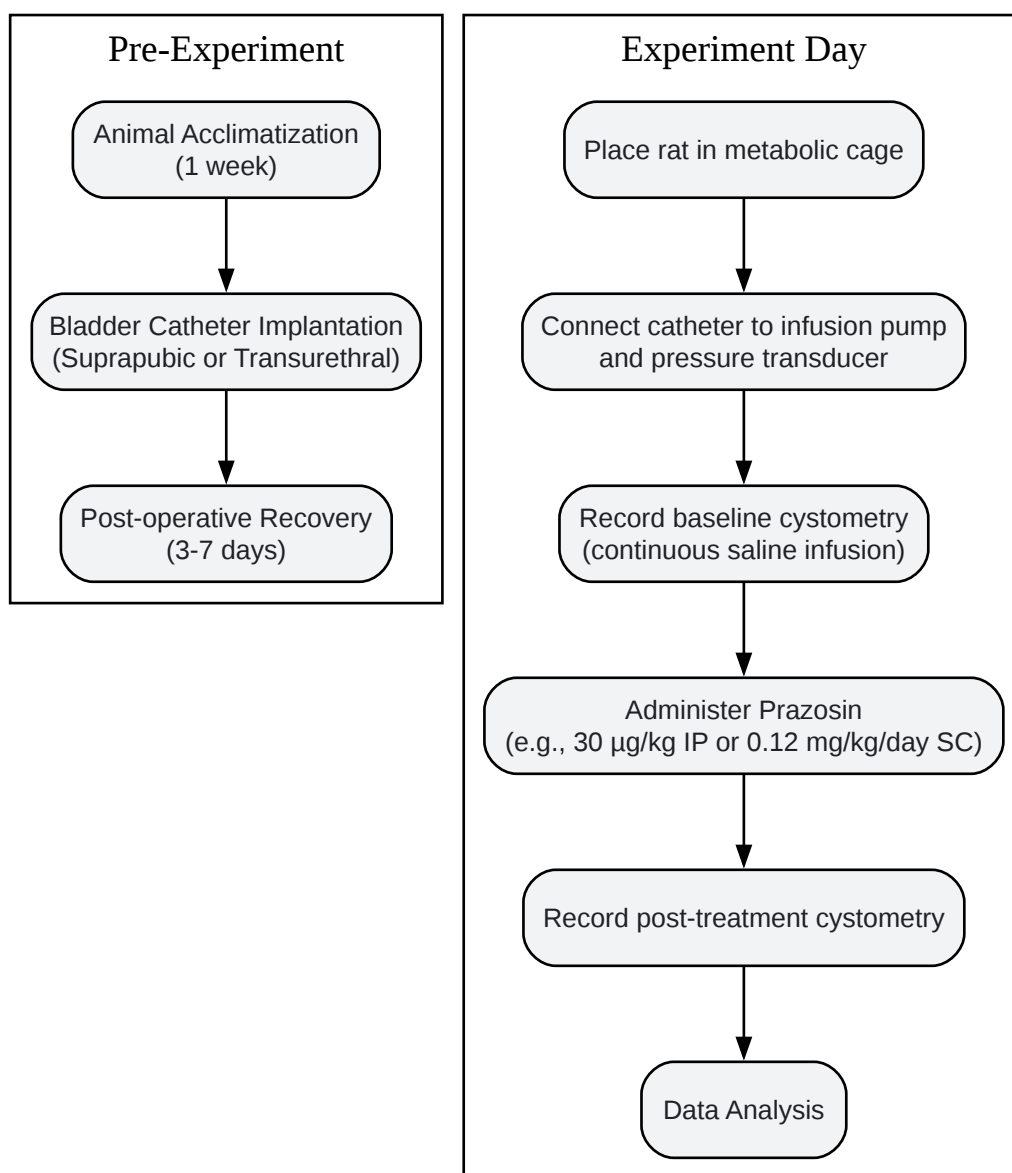 Pre-Experiment
Animal Acclimatization
(1 week)
Bladder Catheter Implantation
(Suprapubic or Transurethral)
Post-operative Recovery
(3-7 days)
Experiment Day
Place rat in metabolic cage
Connect catheter to infusion pump
and pressure transducer
Record baseline cystometry
(continuous saline infusion)
Administer Prazosin
(e.g., 30 µg/kg IP or 0.12 mg/kg/day SC)
Record post-treatment cystometry
Data Analysis